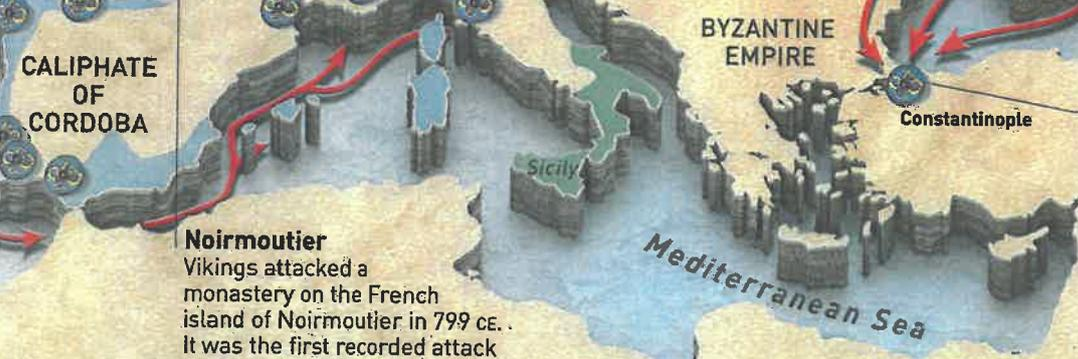 BYZANTINE
EMPIRE
CALIPHATE
OF
CORDOBA
Constantinople
Sicily
Noirmoutier
Vikings attacked a
monastery on the French
island of Noirmoutier in 799 CE. .
It was the first recorded attack
Mediterranean Sea